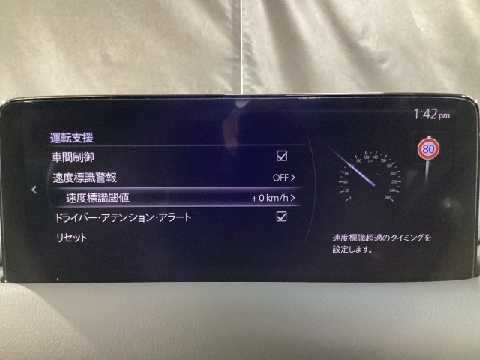 1:42 pm
運転支援
車間制御
速度標識警報 OFF >
速度標識閾値 +0 km/h >
ドライバー・アテンション・アラート
リセット
80
速度標識超過のタイミングを
設定します。